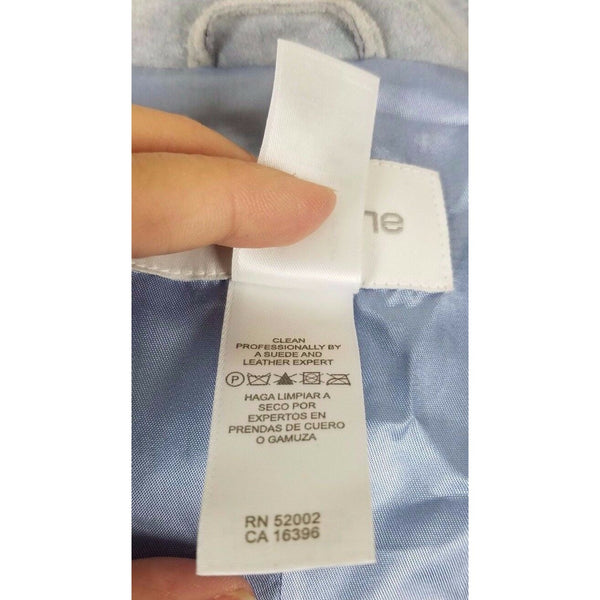 ne
CLEAN
PROFESSIONALLY BY
A SUEDE AND
LEATHER EXPERT
P
HAGA LIMPIAR A
SECO POR
EXPERTOS EN
PRENDAS DE CUERO
O GAMUZA
RN 52002
CA 16396